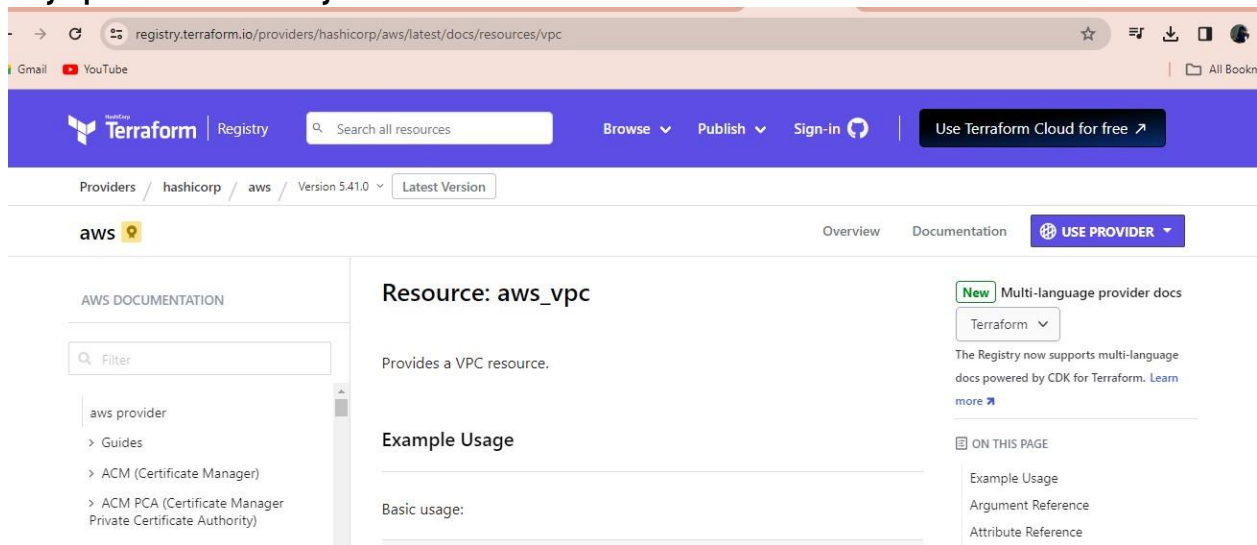 registry.terraform.io/providers/hashicorp/aws/latest/docs/resources/vpc
Gmail YouTube All Bookn
HashiCorp
Terraform Registry Search all resources Browse Publish Sign-in Use Terraform Cloud for free
Providers / hashicorp / aws / Version 5.41.0 Latest Version
aws Overview Documentation USE PROVIDER
AWS DOCUMENTATION
Filter
aws provider
> Guides
> ACM (Certificate Manager)
> ACM PCA (Certificate Manager
Private Certificate Authority)
Resource: aws_vpc
Provides a VPC resource.
Example Usage
Basic usage:
New Multi-language provider docs
Terraform
The Registry now supports multi-language
docs powered by CDK for Terraform. Learn
more
ON THIS PAGE
Example Usage
Argument Reference
Attribute Reference